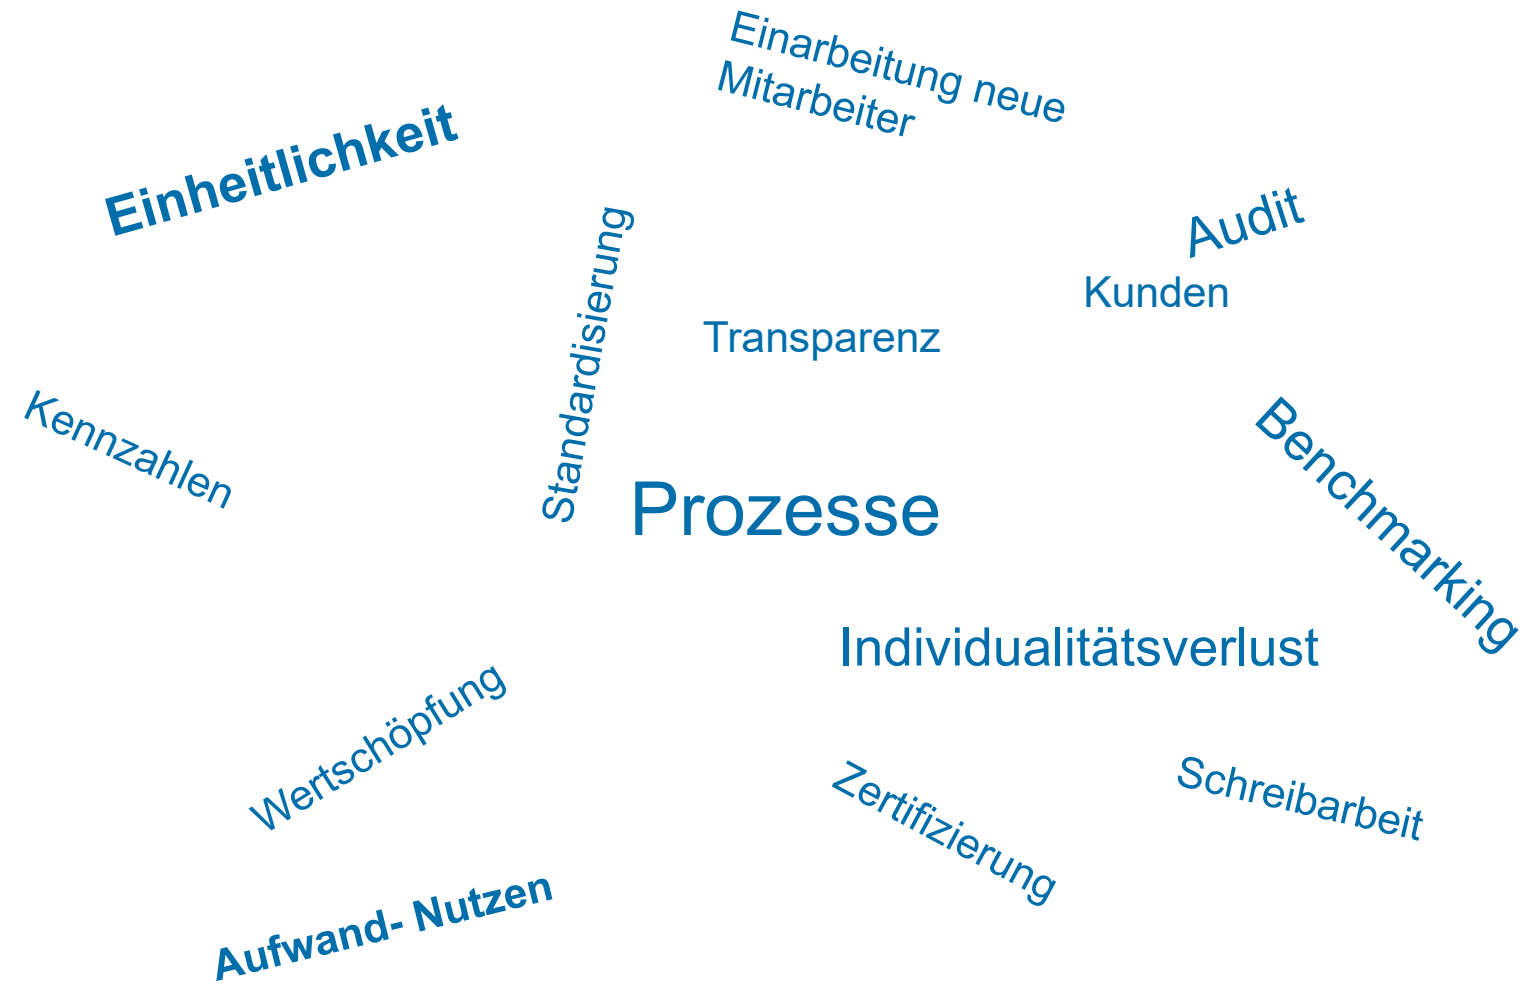 Einarbeitung neue
Mitarbeiter
Einheitlichkeit
Audit
Standardisierung
Kunden
Transparenz
Kennzahlen
Benchmarking
Prozesse
Individualitätsverlust
Wertschöpfung
Zertifizierung
Schreibarbeit
Aufwand- Nutzen